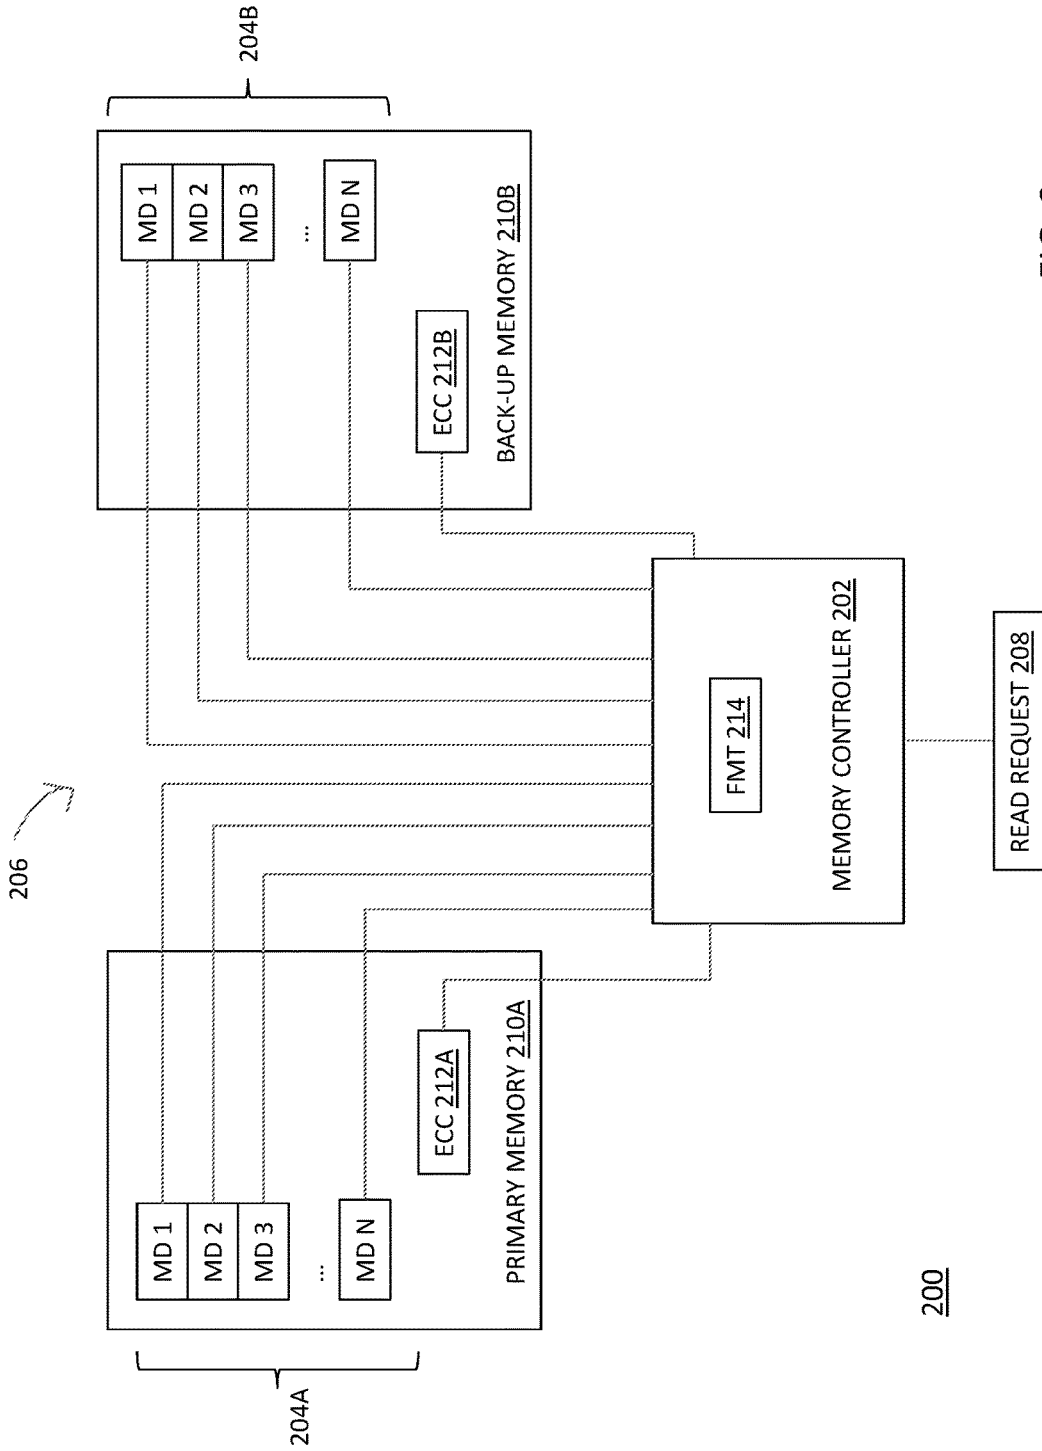 206
204A
MD 1
MD 2
MD 3
...
MD N
ECC 212A
PRIMARY MEMORY 210A
204B
MD 1
MD 2
MD 3
...
MD N
ECC 212B
BACK-UP MEMORY 210B
FMT 214
MEMORY CONTROLLER 202
READ REQUEST 208
200